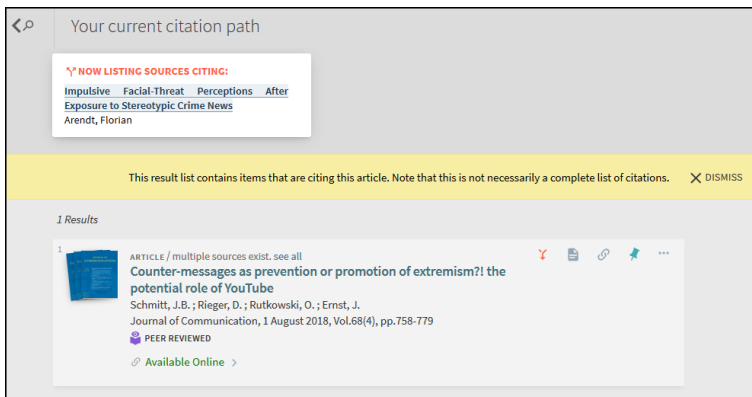 Your current citation path
NOW LISTING SOURCES CITING:
Impulsive Facial-Threat Perceptions After
Exposure to Stereotypic Crime News
Arendt, Florian
This result list contains items that are citing this article. Note that this is not necessarily a complete list of citations. DISMISS
1 Results
1
ARTICLE / multiple sources exist. see all
Counter-messages as prevention or promotion of extremism?! the
potential role of YouTube
Schmitt, J.B. ; Rieger, D. ; Rutkowski, O. ; Ernst, J.
Journal of Communication, 1 August 2018, Vol.68(4), pp.758-779
PEER REVIEWED
Available Online